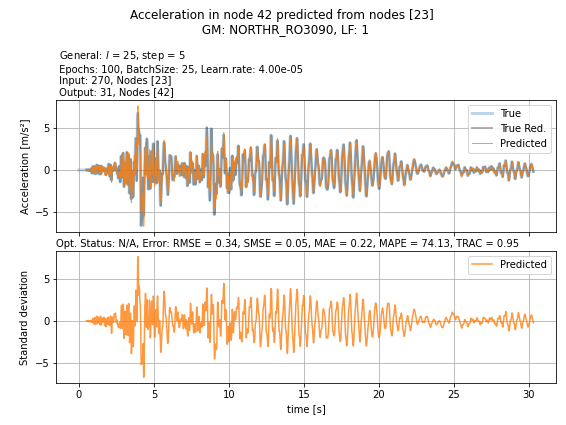 Acceleration in node 42 predicted from nodes [23]
GM: NORTHR_RO3090, LF: 1
General: l = 25, step = 5
Epochs: 100, BatchSize: 25, Learn.rate: 4.00e-05
Input: 270, Nodes [23]
Output: 31, Nodes [42]
True
True Red.
Predicted
Acceleration [m/s²]
5
0
−5
Opt. Status: N/A, Error: RMSE = 0.34, SMSE = 0.05, MAE = 0.22, MAPE = 74.13, TRAC = 0.95
Predicted
Standard deviation
5
0
−5
0 5 10 15 20 25 30
time [s]